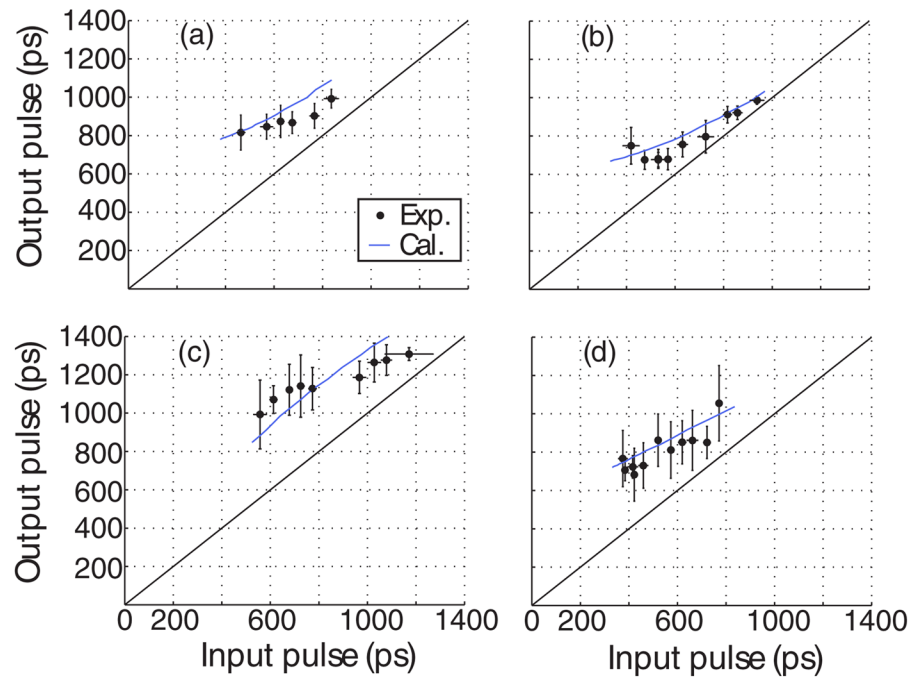 (a)
1400
1200
1000
800
600
400
200
Output pulse (ps)
Exp.
Cal.
(b)
(c)
1400
1200
1000
800
600
400
200
Output pulse (ps)
0 200 600 1000 1400
Input pulse (ps)
(d)
0 200 600 1000 1400
Input pulse (ps)